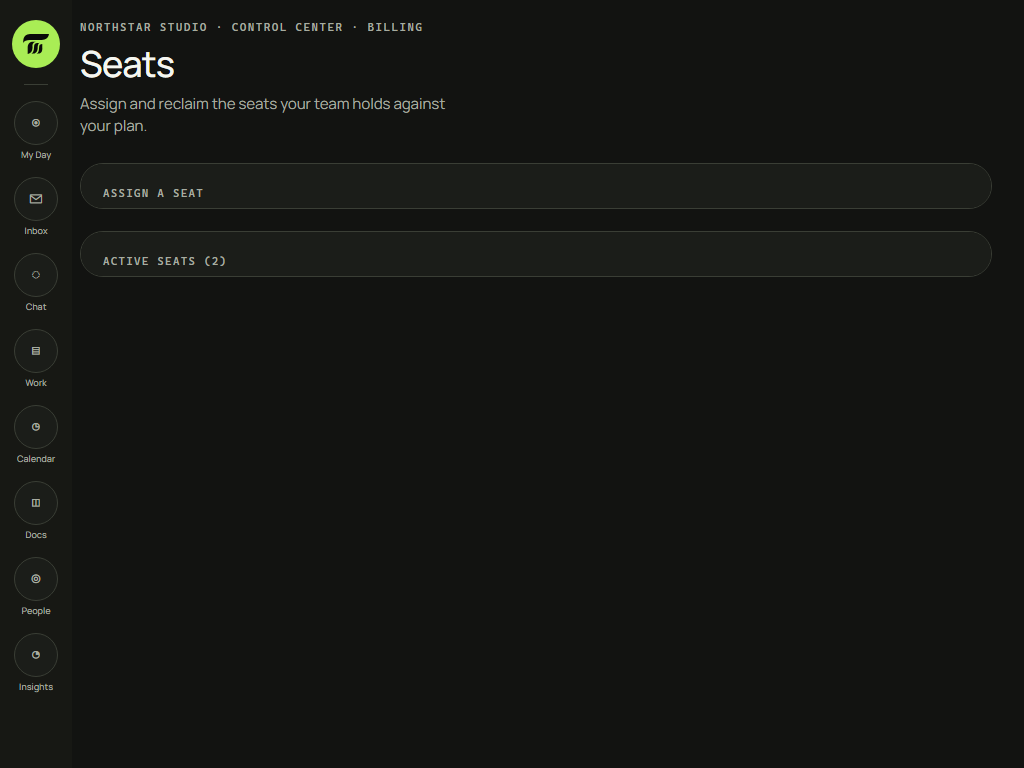 NORTHSTAR STUDIO · CONTROL CENTER · BILLING
Seats
Assign and reclaim the seats your team holds against
your plan.
ASSIGN A SEAT
ACTIVE SEATS (2)
My Day
Inbox
Chat
Work
Calendar
Docs
People
Insights